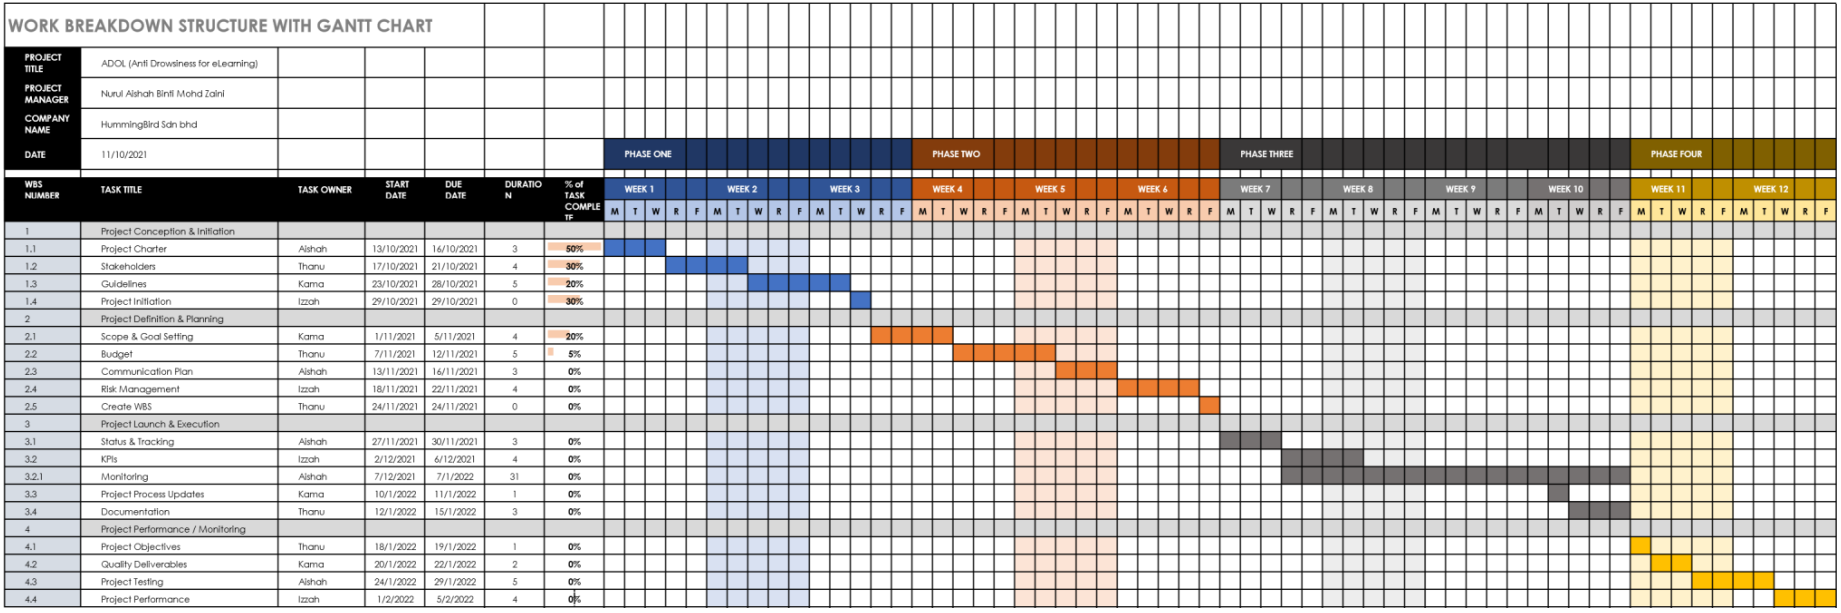 WORK BREAKDOWN STRUCTURE WITH GANTT CHART
PROJECT TITLE ADOL (Anti Drowsiness for eLearning)
PROJECT MANAGER Nurul Aishah Binti Mohd Zaini
COMPANY NAME HummingBird Sdn bhd
DATE 11/10/2021 PHASE ONE PHASE TWO PHASE THREE PHASE FOUR
WBS NUMBER TASK TITLE TASK OWNER START DATE DUE DATE DURATIO N % of TASK COMPLE TE WEEK 1 WEEK 2 WEEK 3 WEEK 4 WEEK 5 WEEK 6 WEEK 7 WEEK 8 WEEK 9 WEEK 10 WEEK 11 WEEK 12
M T W R F M T W R F M T W R F M T W R F M T W R F M T W R F M T W R F M T W R F M T W R F M T W R F M T W R F M T W R F
1 Project Conception & Initiation
1.1 Project Charter Aishah 13/10/2021 16/10/2021 3 50%
1.2 Stakeholders Thanu 17/10/2021 21/10/2021 4 30%
1.3 Guidelines Kama 23/10/2021 28/10/2021 5 20%
1.4 Project Initiation Izzah 29/10/2021 29/10/2021 0 30%
2 Project Definition & Planning
2.1 Scope & Goal Setting Kama 1/11/2021 5/11/2021 4 20%
2.2 Budget Thanu 7/11/2021 12/11/2021 5 5%
2.3 Communication Plan Aishah 13/11/2021 16/11/2021 3 0%
2.4 Risk Management Izzah 18/11/2021 22/11/2021 4 0%
2.5 Create WBS Thanu 24/11/2021 24/11/2021 0 0%
3 Project Launch & Execution
3.1 Status & Tracking Aishah 27/11/2021 30/11/2021 3 0%
3.2 KPIs Izzah 2/12/2021 6/12/2021 4 0%
3.2.1 Monitoring Aishah 7/12/2021 7/1/2022 31 0%
3.3 Project Process Updates Kama 10/1/2022 11/1/2022 1 0%
3.4 Documentation Thanu 12/1/2022 15/1/2022 3 0%
4 Project Performance / Monitoring
4.1 Project Objectives Thanu 18/1/2022 19/1/2022 1 0%
4.2 Quality Deliverables Kama 20/1/2022 22/1/2022 2 0%
4.3 Project Testing Aishah 24/1/2022 29/1/2022 5 0%
4.4 Project Performance Izzah 1/2/2022 5/2/2022 4 0%